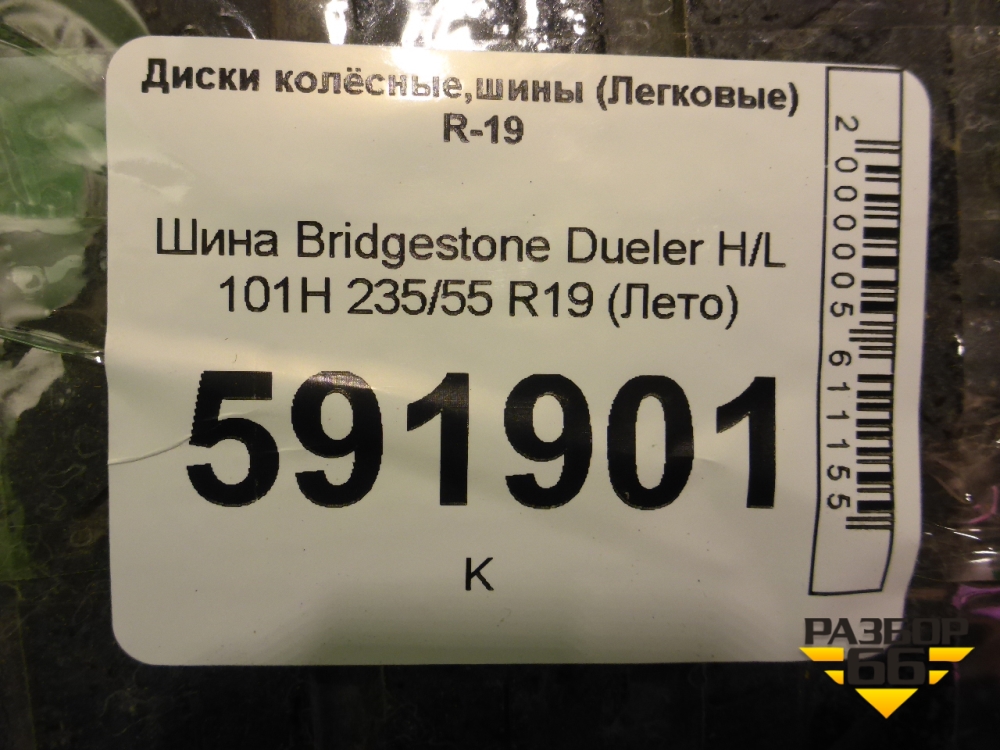 Диски колёсные,шины (Легковые)
R-19
Шина Bridgestone Dueler H/L
101H 235/55 R19 (Лето)
591901
К
2000005611155
РАЗБОР
66